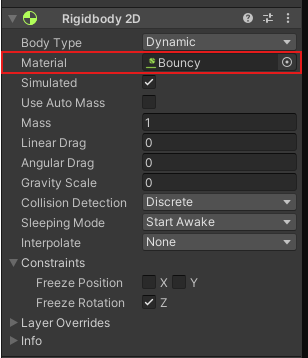 Rigidbody 2D
Body Type Dynamic
Material Bouncy
Simulated
Use Auto Mass
Mass 1
Linear Drag 0
Angular Drag 0
Gravity Scale 0
Collision Detection Discrete
Sleeping Mode Start Awake
Interpolate None
Constraints
Freeze Position X Y
Freeze Rotation Z
Layer Overrides
Info